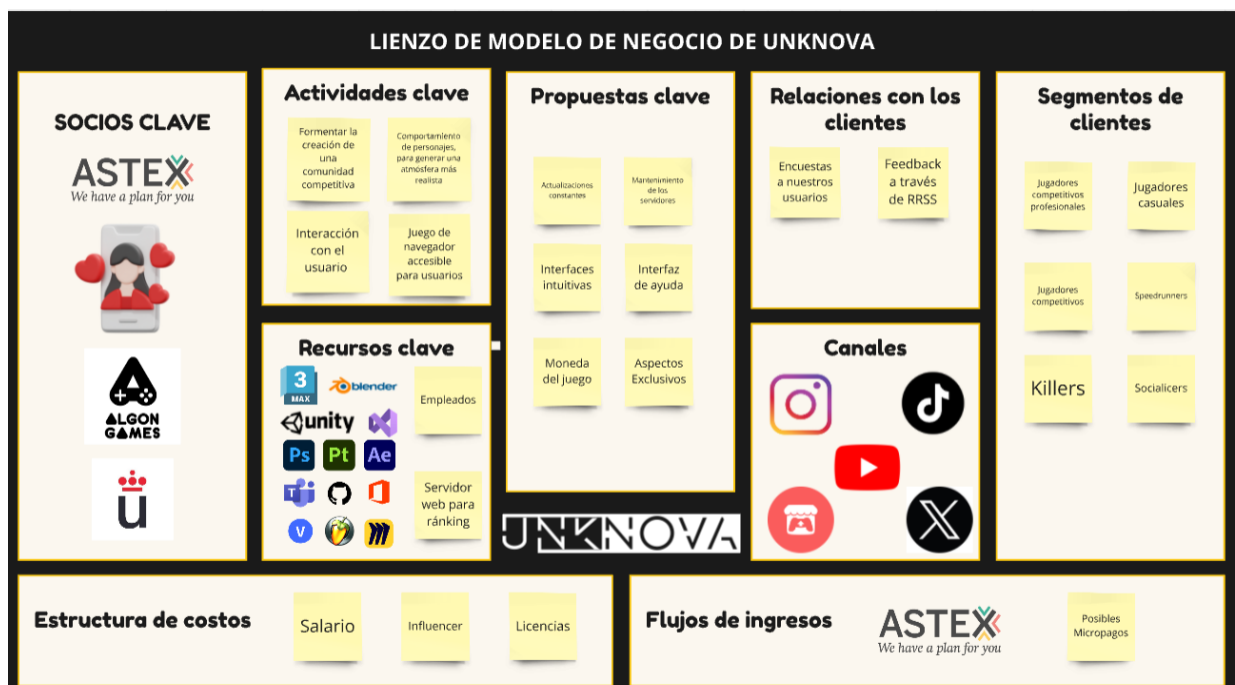 LIENZO DE MODELO DE NEGOCIO DE UNKNOVA
SOCIOS CLAVE
ASTEX
We have a plan for you
ALGON
GAMES
u
Actividades clave
Formentar la
creación de
una
comunidad
competitiva
Comportamiento
de personajes,
para generar una
atmosfera más
realista
Interacción
con el
usuario
Juego de
navegador
accesible
para usuarios
Recursos clave
3
MAX
blender
unity
Ps
Pt
Ae
T
V
Empleados
Servidor
web para
ránking
Propuestas clave
Actualizaciones
constantes
Mantenimiento
de los
servidores
Interfaces
intuitivas
Interfaz
de ayuda
Moneda
del juego
Aspectos
Exclusivos
UNKNOVA
Relaciones con los
clientes
Encuestas
a nuestros
usuarios
Feedback
a través
de RRSS
Canales
X
Segmentos de
clientes
Jugadores
competitivos
profesionales
Jugadores
casuales
Jugadores
competitivos
Speedrunners
Killers
Socialicers
Estructura de costos
Salario
Influencer
Licencias
Flujos de ingresos
ASTEX
We have a plan for you
Posibles
Micropagos